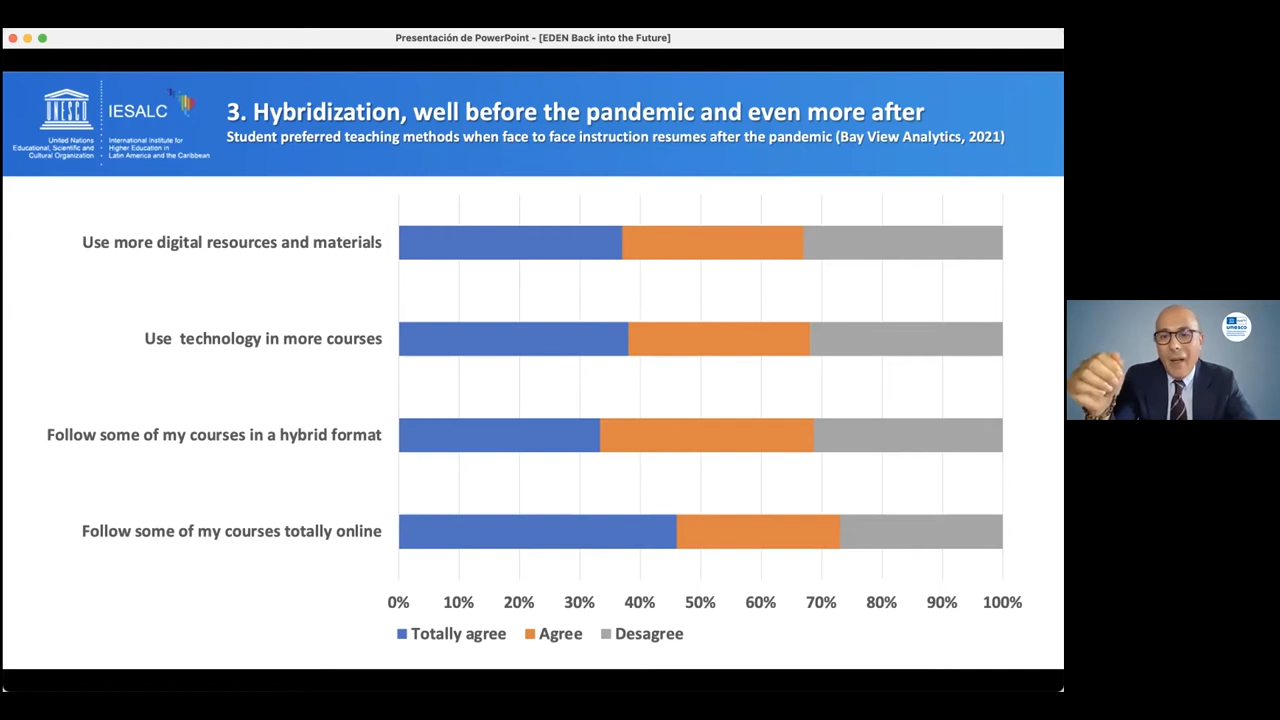 Presentación de PowerPoint - [EDEN Back into the Future]
UNESCO
United Nations
Educational, Scientific and
Cultural Organization
IESALC
International Institute for
Higher Education in
Latin America and the Caribbean
3. Hybridization, well before the pandemic and even more after
Student preferred teaching methods when face to face instruction resumes after the pandemic (Bay View Analytics, 2021)
Use more digital resources and materials
Use  technology in more courses
Follow some of my courses in a hybrid format
Follow some of my courses totally online
0% 10% 20% 30% 40% 50% 60% 70% 80% 90% 100%
Totally agree Agree Desagree
unesco